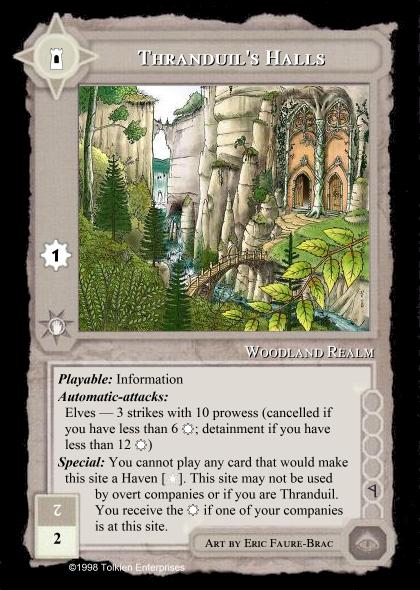 THRANDUIL'S HALLS
1
WOODLAND REALM
Playable: Information
Automatic-attacks:
Elves — 3 strikes with 10 prowess (cancelled if
you have less than 6 ; detainment if you have
less than 12 )
Special: You cannot play any card that would make
this site a Haven [ ]. This site may not be used
by overt companies or if you are Thranduil.
You receive the if one of your companies
is at this site.
2
2
ART BY ERIC FAURE-BRAC
©1998 Tolkien Enterprises